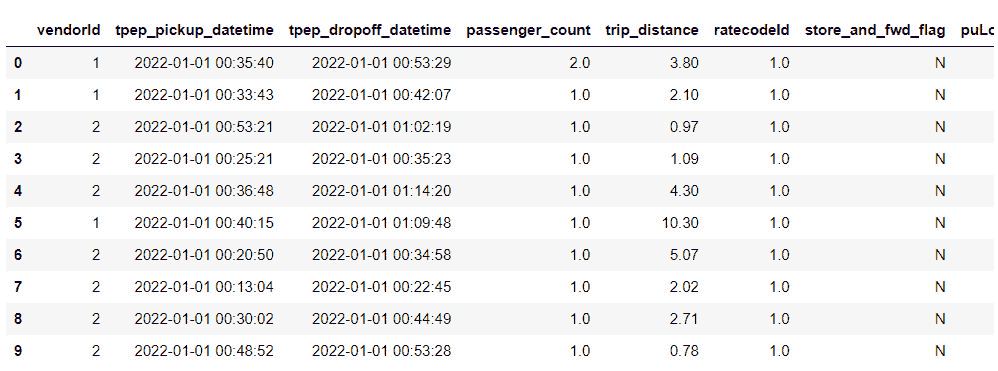 vendorId tpep_pickup_datetime tpep_dropoff_datetime passenger_count trip_distance ratecodeId store_and_fwd_flag puLo
0 1 2022-01-01 00:35:40 2022-01-01 00:53:29 2.0 3.80 1.0 N
1 1 2022-01-01 00:33:43 2022-01-01 00:42:07 1.0 2.10 1.0 N
2 2 2022-01-01 00:53:21 2022-01-01 01:02:19 1.0 0.97 1.0 N
3 2 2022-01-01 00:25:21 2022-01-01 00:35:23 1.0 1.09 1.0 N
4 2 2022-01-01 00:36:48 2022-01-01 01:14:20 1.0 4.30 1.0 N
5 1 2022-01-01 00:40:15 2022-01-01 01:09:48 1.0 10.30 1.0 N
6 2 2022-01-01 00:20:50 2022-01-01 00:34:58 1.0 5.07 1.0 N
7 2 2022-01-01 00:13:04 2022-01-01 00:22:45 1.0 2.02 1.0 N
8 2 2022-01-01 00:30:02 2022-01-01 00:44:49 1.0 2.71 1.0 N
9 2 2022-01-01 00:48:52 2022-01-01 00:53:28 1.0 0.78 1.0 N